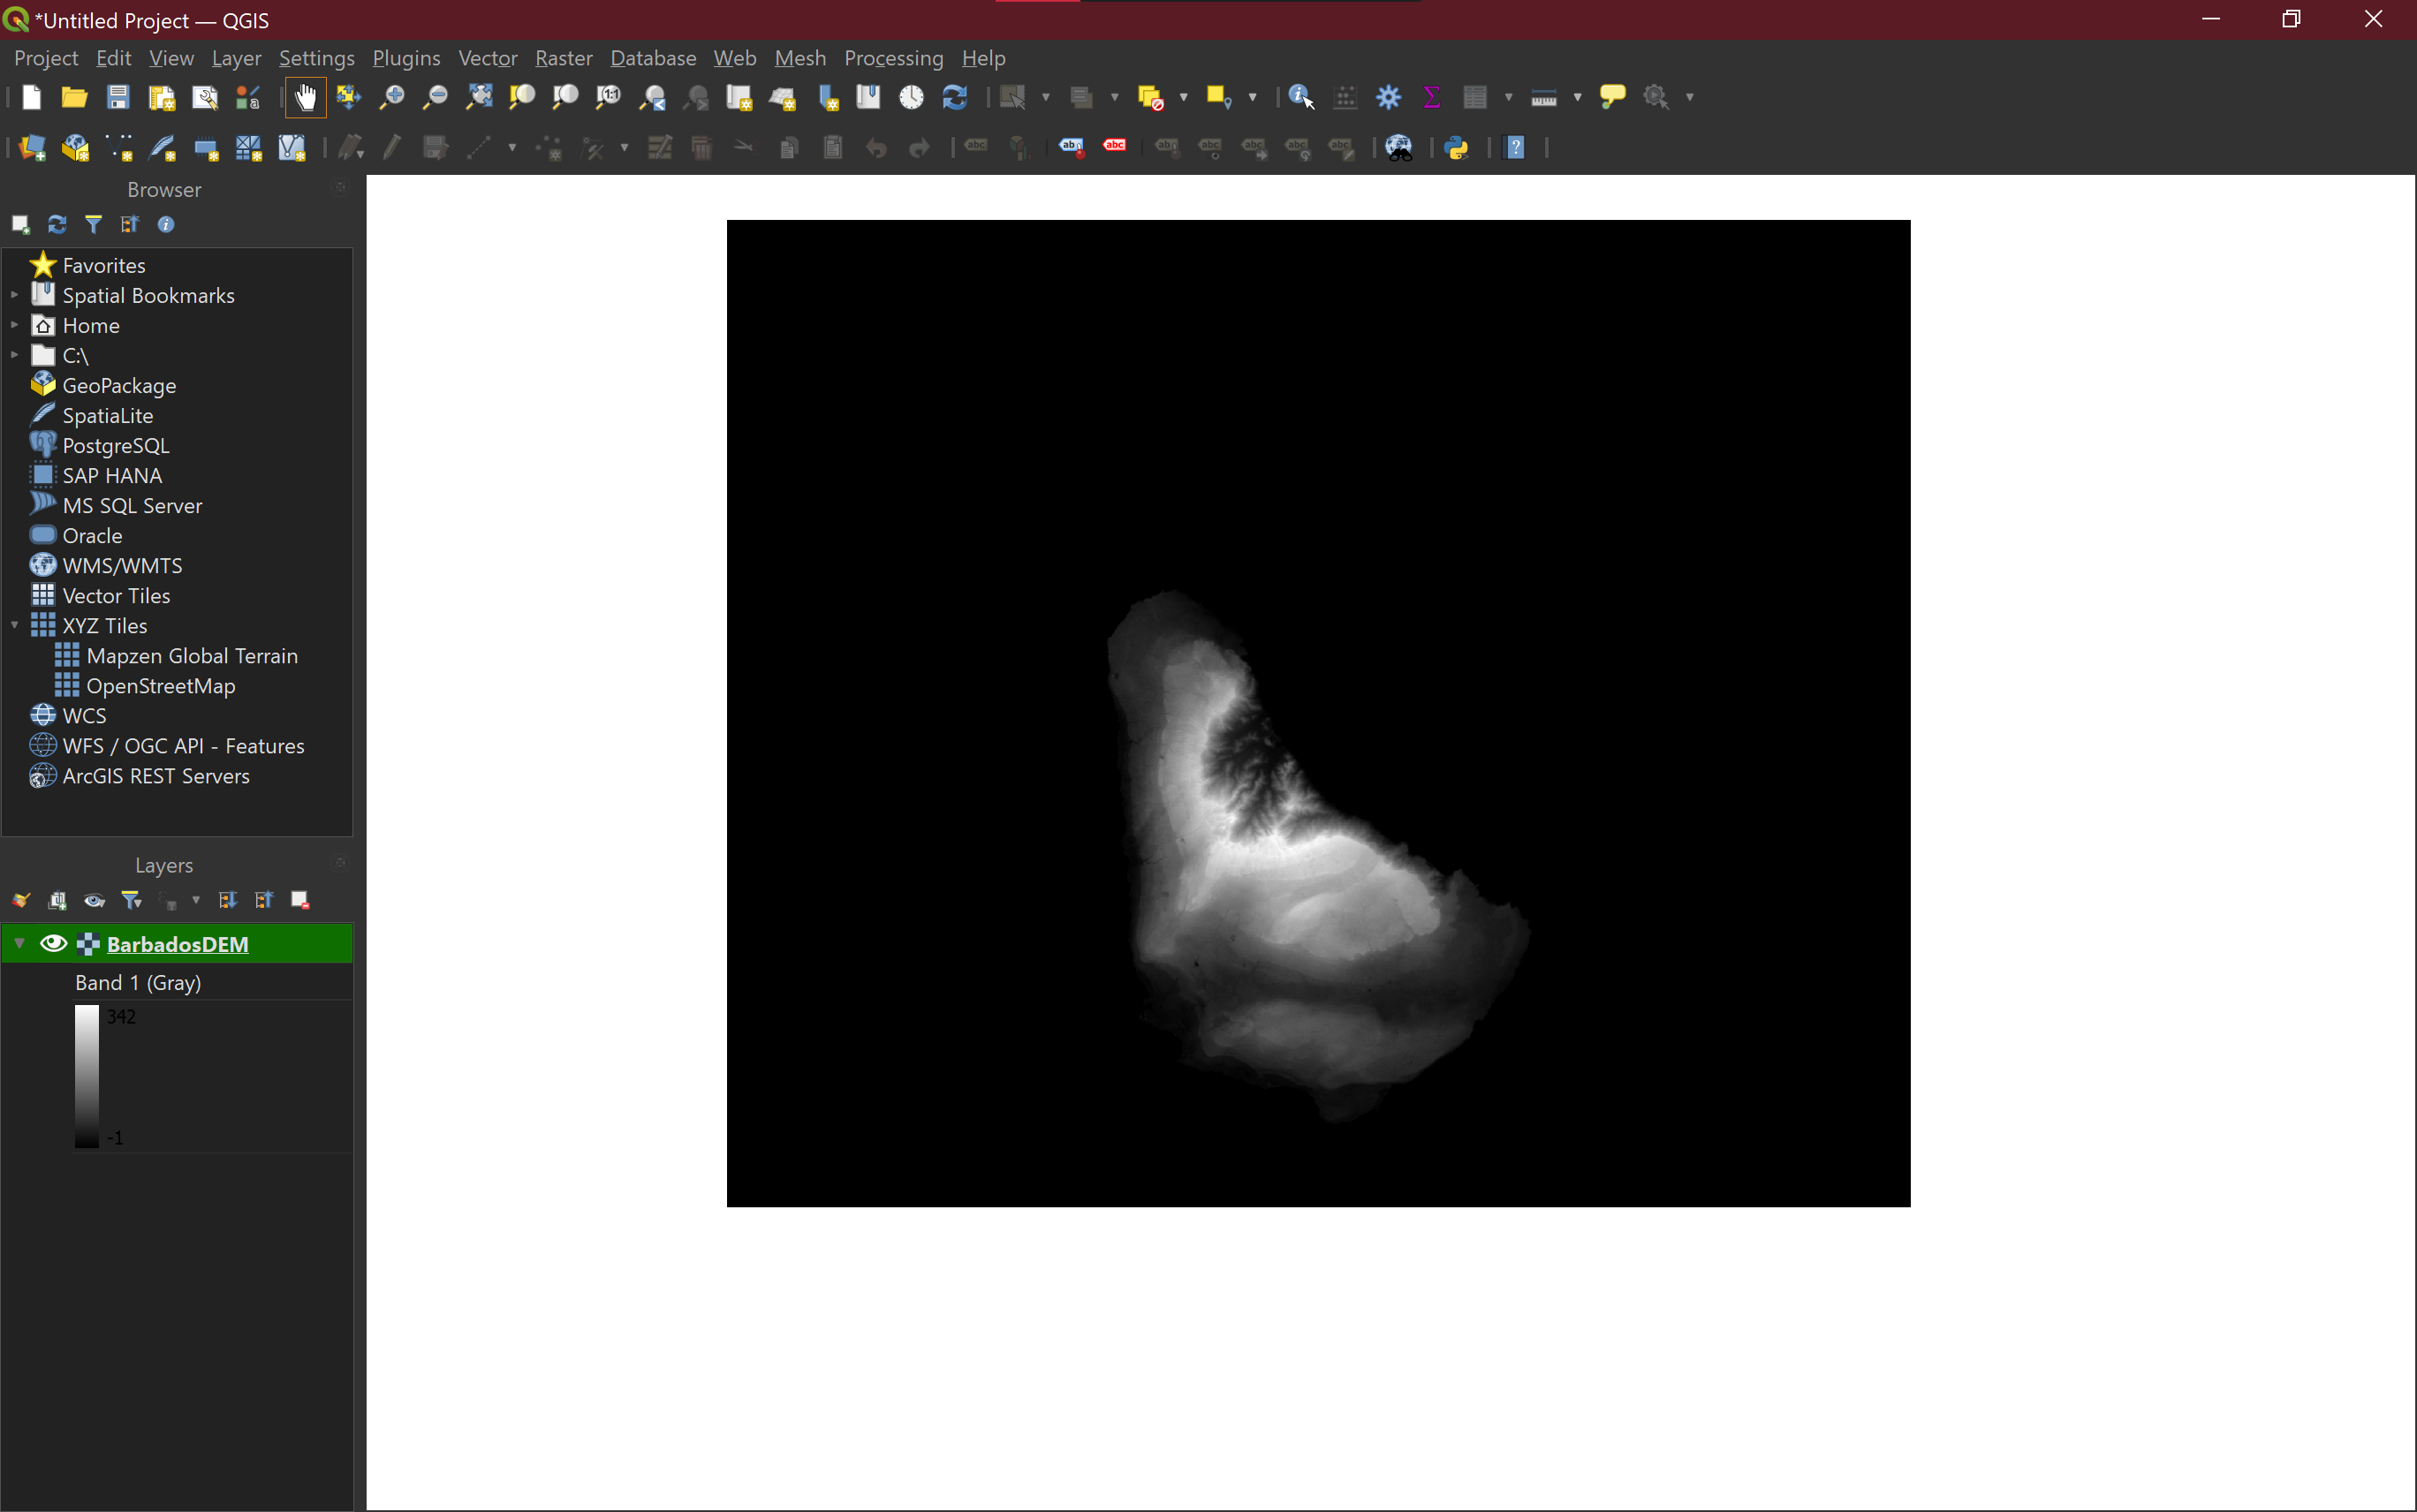 *Untitled Project — QGIS
Project Edit View Layer Settings Plugins Vector Raster Database Web Mesh Processing Help
Browser
Favorites
Spatial Bookmarks
Home
C:\
GeoPackage
SpatiaLite
PostgreSQL
SAP HANA
MS SQL Server
Oracle
WMS/WMTS
Vector Tiles
XYZ Tiles
Mapzen Global Terrain
OpenStreetMap
WCS
WFS / OGC API - Features
ArcGIS REST Servers
Layers
BarbadosDEM
Band 1 (Gray)
342
-1